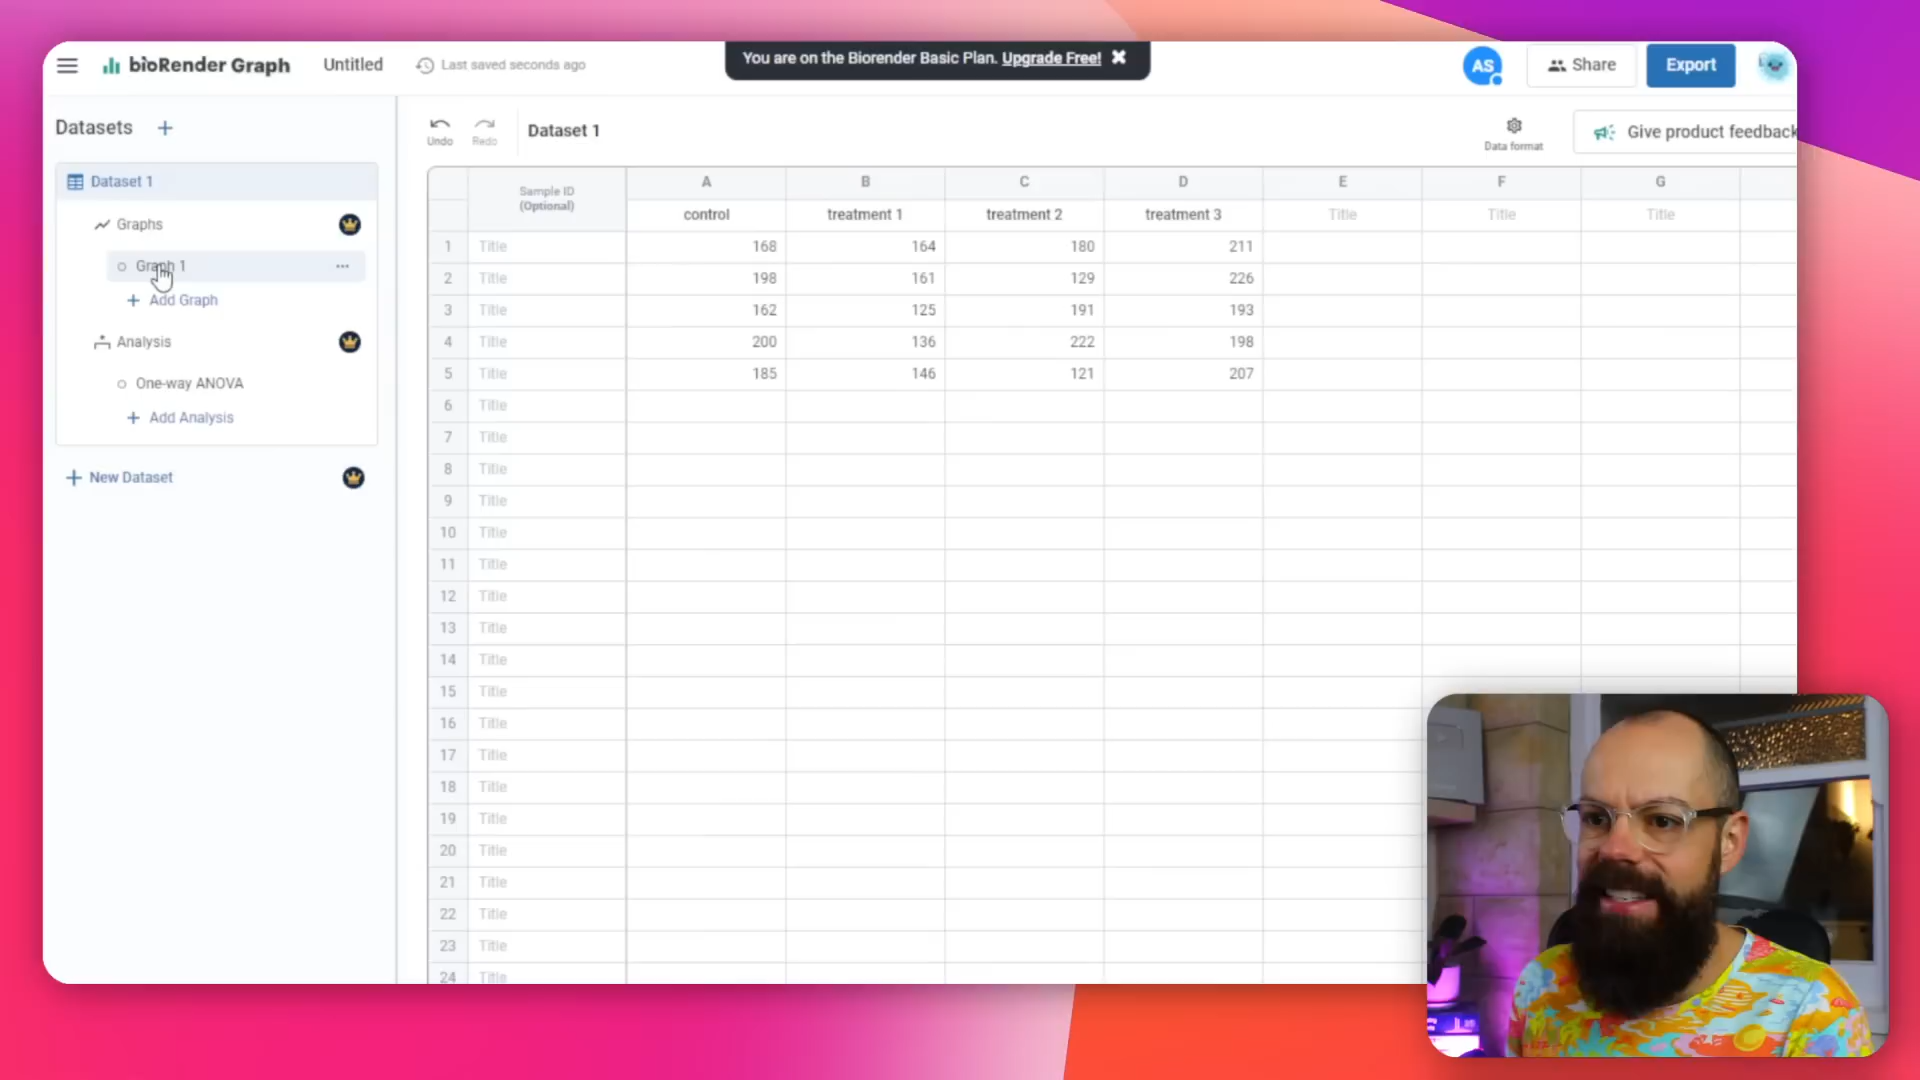 bioRender Graph
Untitled
Last saved seconds ago
You are on the Biorender Basic Plan. Upgrade Free! ✖
AS
Share
Export
Datasets +
Undo
Redo
Dataset 1
Data format
Give product feedback
Dataset 1
Graphs
Graph 1 ...
+ Add Graph
Analysis
One-way ANOVA
+ Add Analysis
+ New Dataset
Sample ID
(Optional)
A B C D E F G
control treatment 1 treatment 2 treatment 3 Title Title Title
1 Title 168 164 180 211
2 Title 198 161 129 226
3 Title 162 125 191 193
4 Title 200 136 222 198
5 Title 185 146 121 207
6 Title
7 Title
8 Title
9 Title
10 Title
11 Title
12 Title
13 Title
14 Title
15 Title
16 Title
17 Title
18 Title
19 Title
20 Title
21 Title
22 Title
23 Title
24 Title